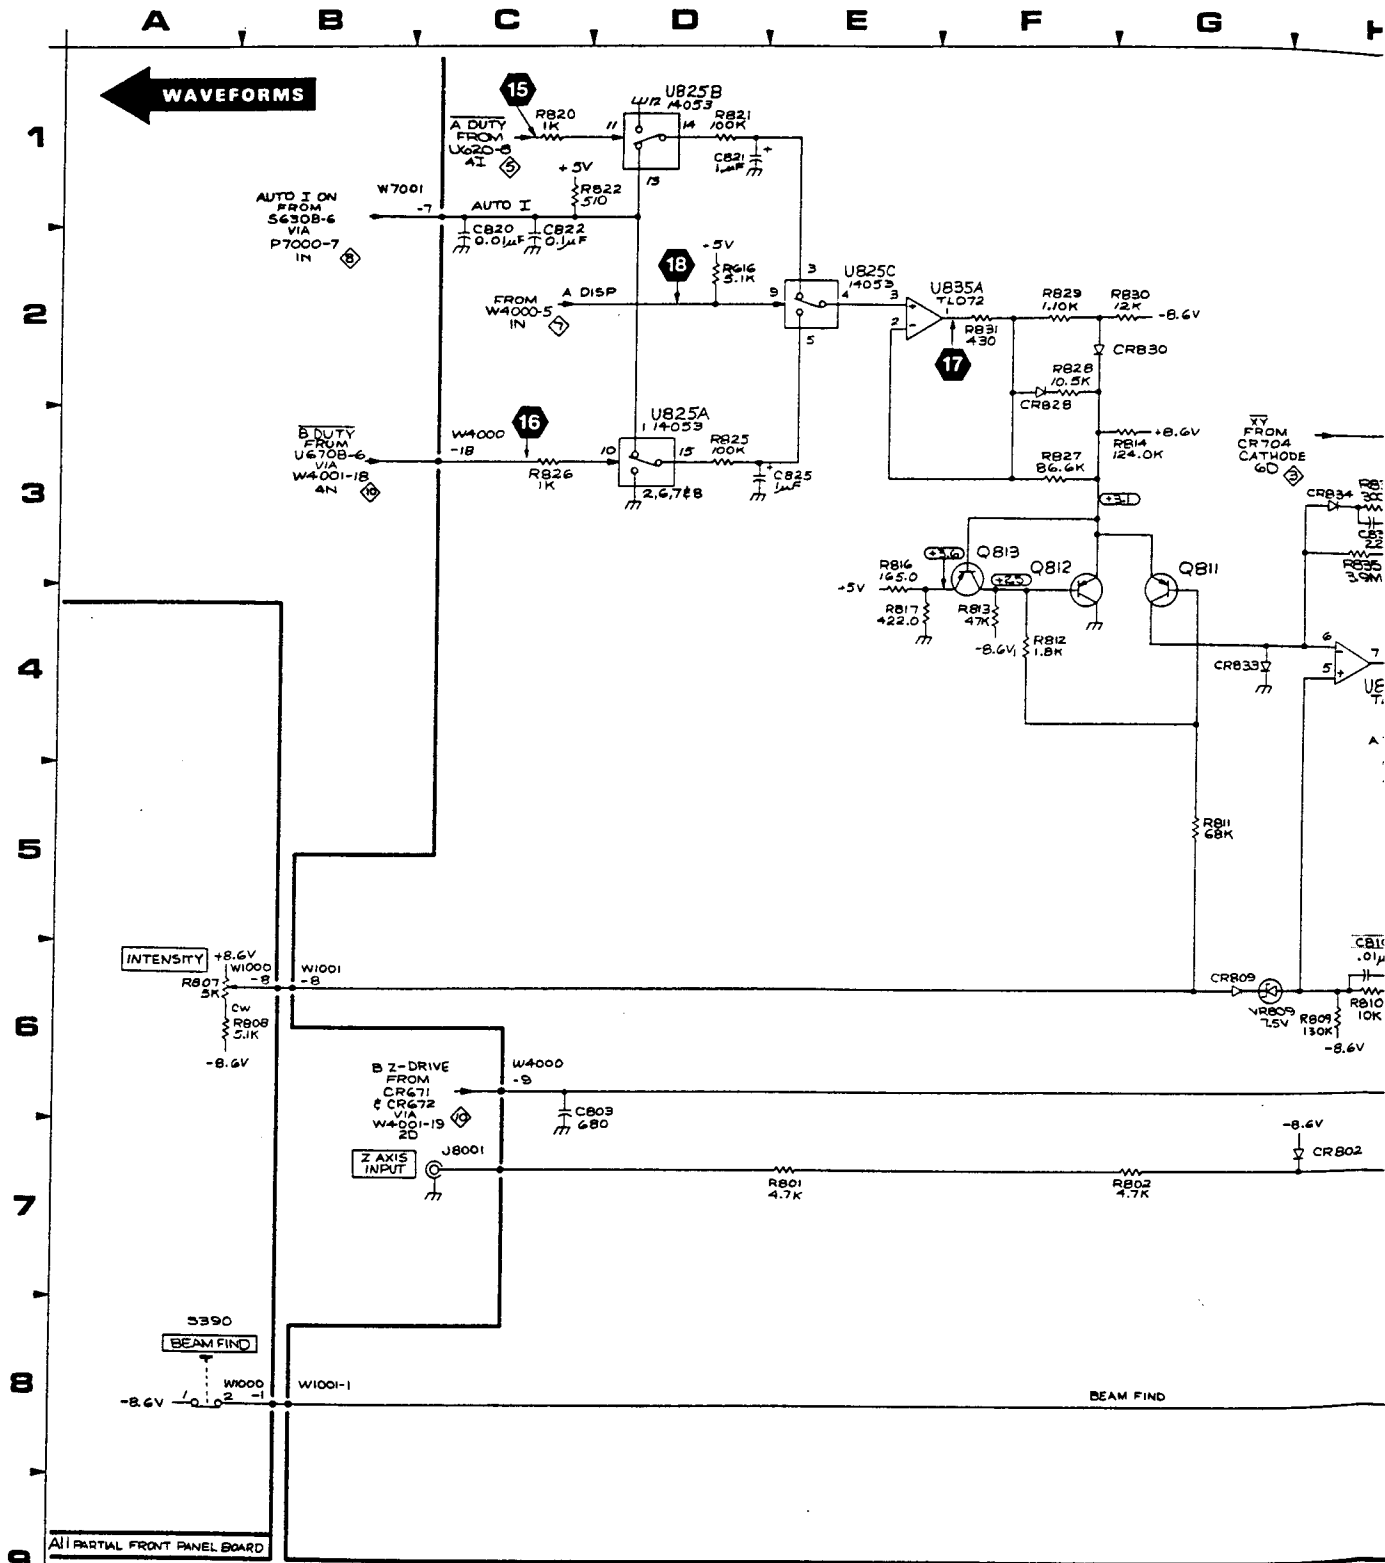 A B C D E F G H
WAVEFORMS
1
15
R820
1K
A DUTY
FROM
U620-8
4I
5
11
12
U825B
14053
14
13
R821
100K
C821
1µF
+
+5V
R822
510
W7001
-7
AUTO I
AUTO I ON
FROM
S630B-6
VIA
P7000-7
IN
8
C820
0.01µF
C822
0.1µF
2
18
-5V
R616
5.1K
A DISP
FROM
W4000-5
IN
7
9
3
U825C
14053
4
5
3
2
+
-
U835A
TL072
1
R831
430
17
R829
1.10K
R830
12K
-8.6V
CR830
R828
10.5K
CR828
+8.6V
R814
124.0K
R827
86.6K
+3.1
XY
FROM
CR704
CATHODE
6D
3
3
B DUTY
FROM
U670B-6
VIA
W4001-18
4N
10
W4000
-18
16
R826
1K
10
1
U825A
14053
15
2,6,7&8
R825
100K
C825
1µF
+
CR834
R835
3.9M
R816
165.0
+3.6
Q813
+2.5
Q812
Q811
+5V
R817
422.0
R813
47K
-8.6V
R812
1.8K
4
CR833
6
-
5
+
7
5
R811
68K
INTENSITY
+8.6V
W1000
-8
W1001
-8
R807
5K
CW
R808
5.1K
-8.6V
CR809
VR809
7.5V
R809
130K
-8.6V
R810
10K
6
B Z-DRIVE
FROM
CR671
& CR672
VIA
W4001-19
2D
10
W4000
-9
C803
680
Z AXIS
INPUT
J8001
R801
4.7K
R802
4.7K
-8.6V
CR802
7
S390
BEAM FIND
8
-8.6V
1
2
W1000
-1
W1001-1
BEAM FIND
A11 PARTIAL FRONT PANEL BOARD
9